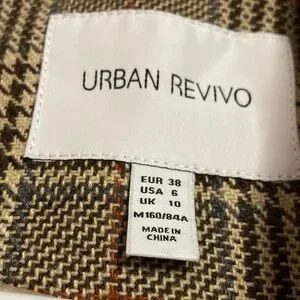 URBAN REVIVO
EUR 38
USA 6
UK 10
M160/84A
MADE IN
CHINA